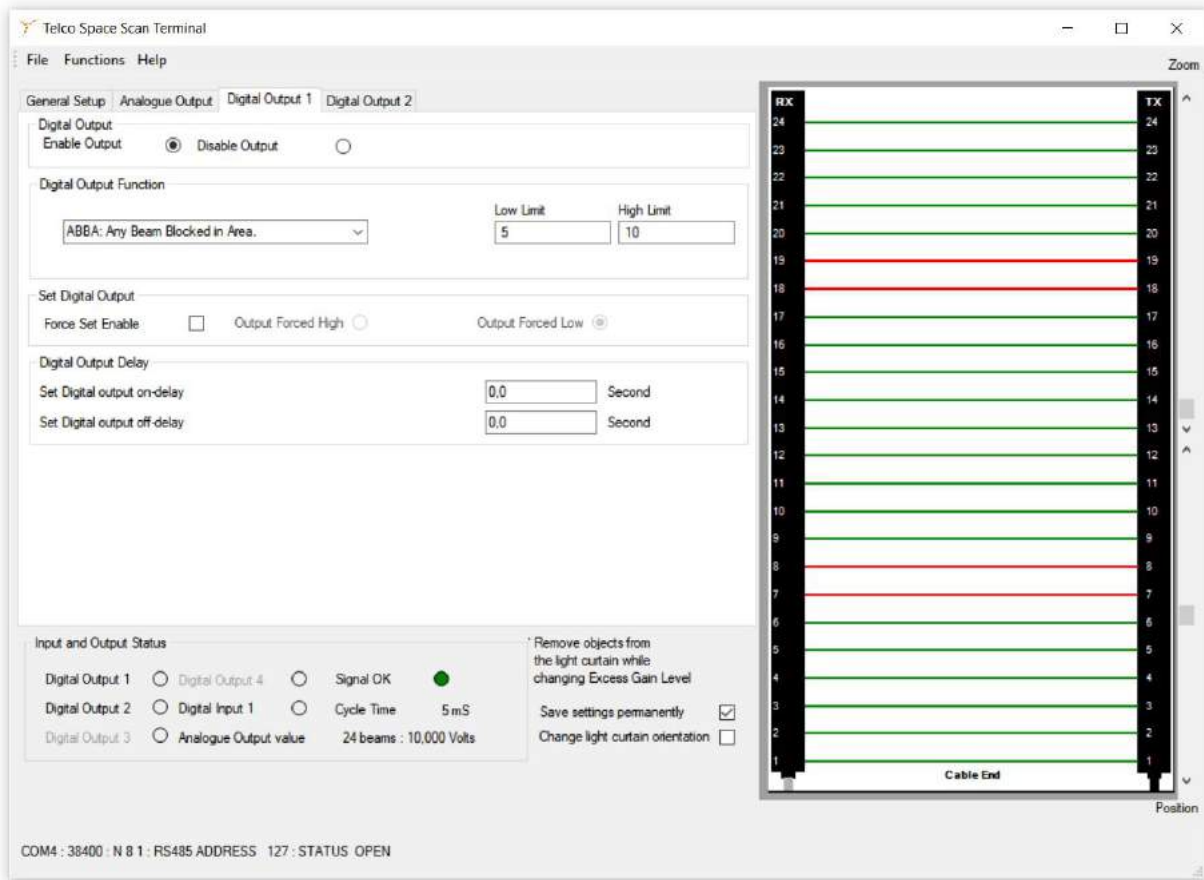 Telco Space Scan Terminal
File Functions Help
Zoom
General Setup Analogue Output Digital Output 1 Digital Output 2
Digital Output
Enable Output Disable Output
Digital Output Function
Low Limit High Limit
ABBA: Any Beam Blocked in Area. 5 10
Set Digital Output
Force Set Enable Output Forced High Output Forced Low
Digital Output Delay
Set Digital output on-delay 0,0 Second
Set Digital output off-delay 0,0 Second
Input and Output Status
Digital Output 1 Digital Output 4 Signal OK
Digital Output 2 Digital Input 1 Cycle Time 5 mS
Digital Output 3 Analogue Output value 24 beams : 10,000 Volts
Remove objects from
the light curtain while
changing Excess Gain Level
Save settings permanently
Change light curtain orientation
RX TX
24 24
23 23
22 22
21 21
20 20
19 19
18 18
17 17
16 16
15 15
14 14
13 13
12 12
11 11
10 10
9 9
8 8
7 7
6 6
5 5
4 4
3 3
2 2
1 1
Cable End
Position
COM4 : 38400 : N 8 1 : RS485 ADDRESS 127 : STATUS OPEN